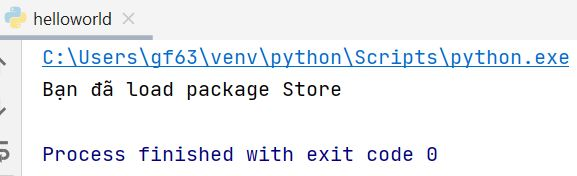 helloworld
C:\Users\gf63\venv\python\Scripts\python.exe
Bạn đã load package Store
Process finished with exit code 0